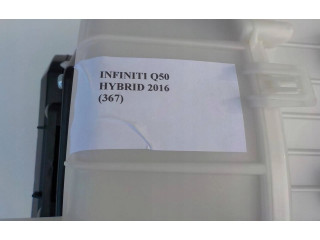 INFINITI Q50
HYBRID 2016
(367)